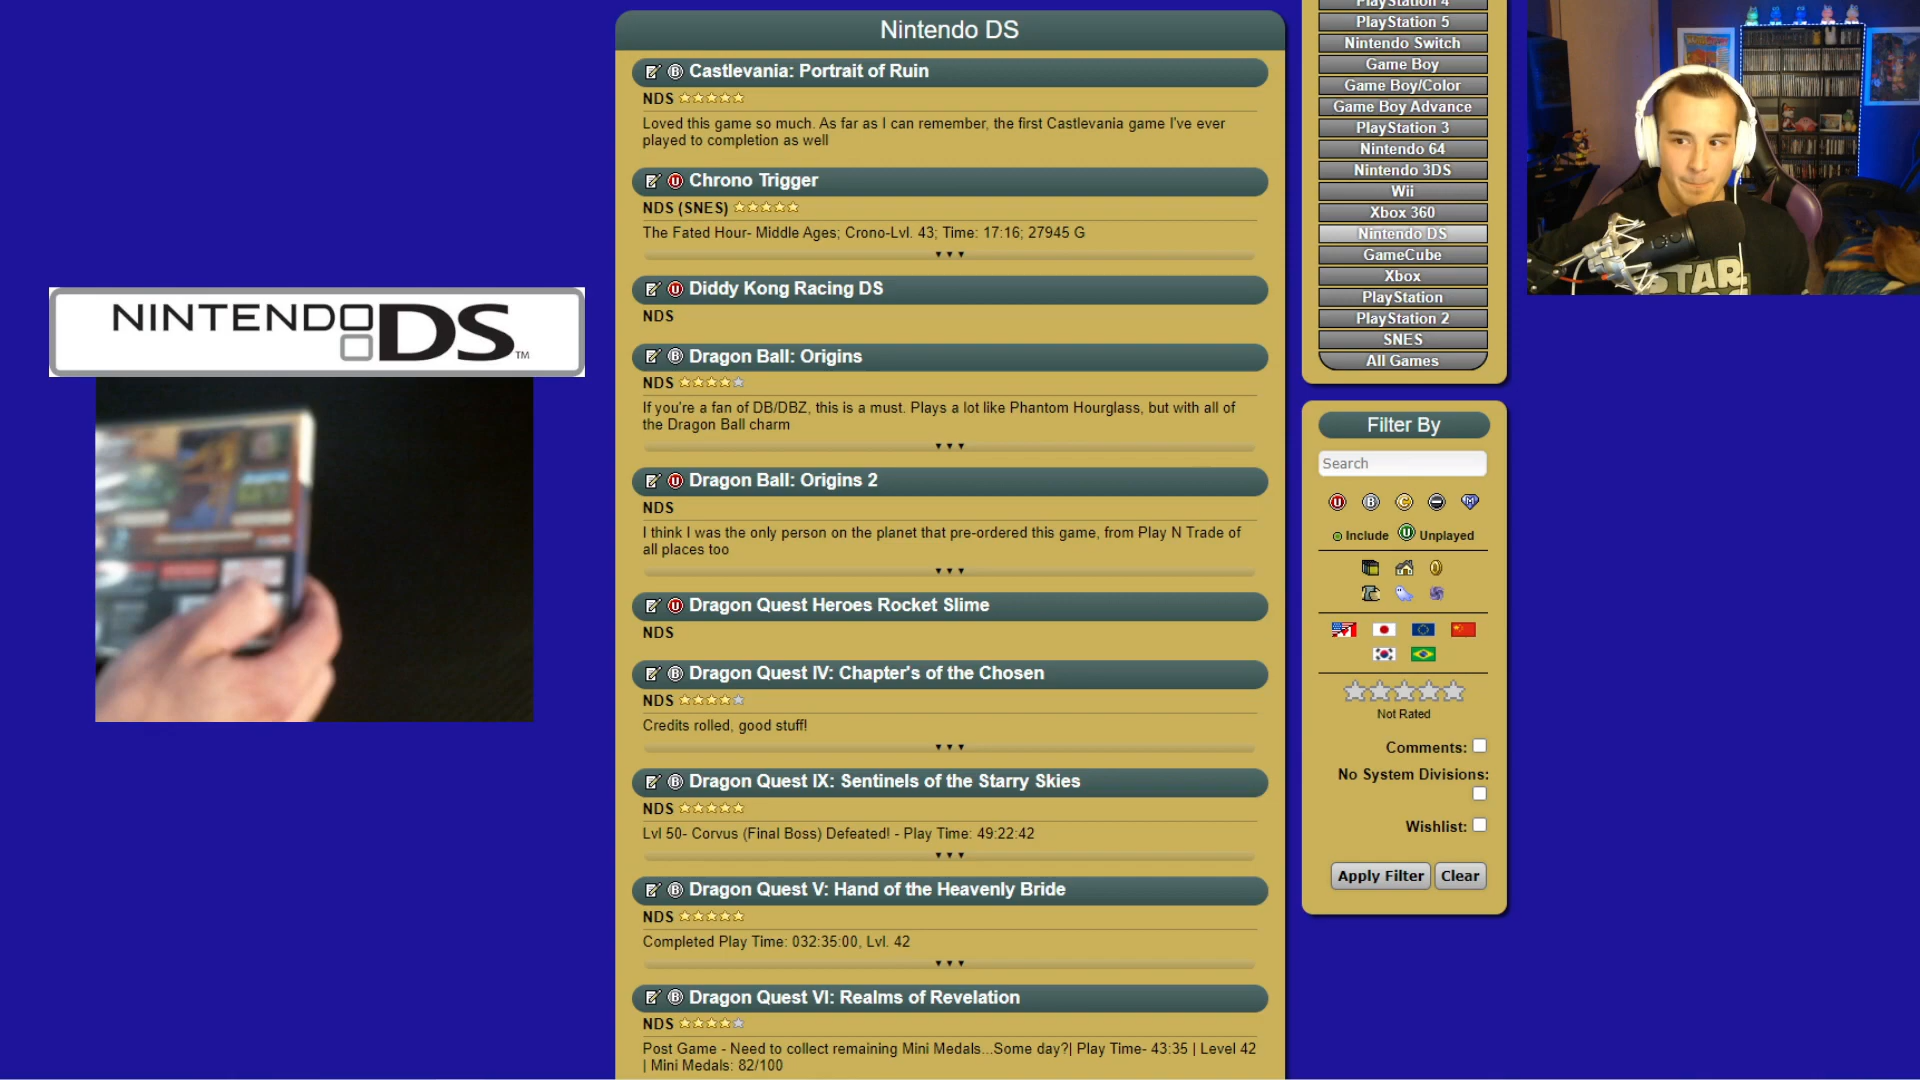 Nintendo DS
Castlevania: Portrait of Ruin
NDS
Loved this game so much. As far as I can remember, the first Castlevania game I've ever
played to completion as well
Chrono Trigger
NDS (SNES)
The Fated Hour- Middle Ages; Crono-Lvl. 43; Time: 17:16; 27945 G
Diddy Kong Racing DS
NDS
Dragon Ball: Origins
NDS
If you're a fan of DB/DBZ, this is a must. Plays a lot like Phantom Hourglass, but with all of
the Dragon Ball charm
Dragon Ball: Origins 2
NDS
I think I was the only person on the planet that pre-ordered this game, from Play N Trade of
all places too
Dragon Quest Heroes Rocket Slime
NDS
Dragon Quest IV: Chapter's of the Chosen
NDS
Credits rolled, good stuff!
Dragon Quest IX: Sentinels of the Starry Skies
NDS
Lvl 50- Corvus (Final Boss) Defeated! - Play Time: 49:22:42
Dragon Quest V: Hand of the Heavenly Bride
NDS
Completed Play Time: 032:35:00, Lvl. 42
Dragon Quest VI: Realms of Revelation
NDS
Post Game - Need to collect remaining Mini Medals...Some day?| Play Time- 43:35 | Level 42
| Mini Medals: 82/100
NINTENDO DS TM
PlayStation 4
PlayStation 5
Nintendo Switch
Game Boy
Game Boy/Color
Game Boy Advance
PlayStation 3
Nintendo 64
Nintendo 3DS
Wii
Xbox 360
Nintendo DS
GameCube
Xbox
PlayStation
PlayStation 2
SNES
All Games
Filter By
Search
Include U Unplayed
Not Rated
Comments:
No System Divisions:
Wishlist:
Apply Filter Clear
STAR